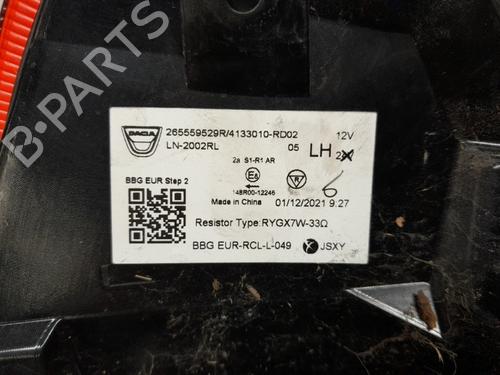 DACIA
265559529R/4133010-RD02 12V
LN-2002RL 05 LH 2X
2a S1-R1 AR
BBG EUR Step 2
E5 R 6
148R00-12246
Made in China 01/12/2021 9:27
Resistor Type:RYGX7W-33Ω
BBG EUR-RCL-L-049 JSXY
B-PARTS